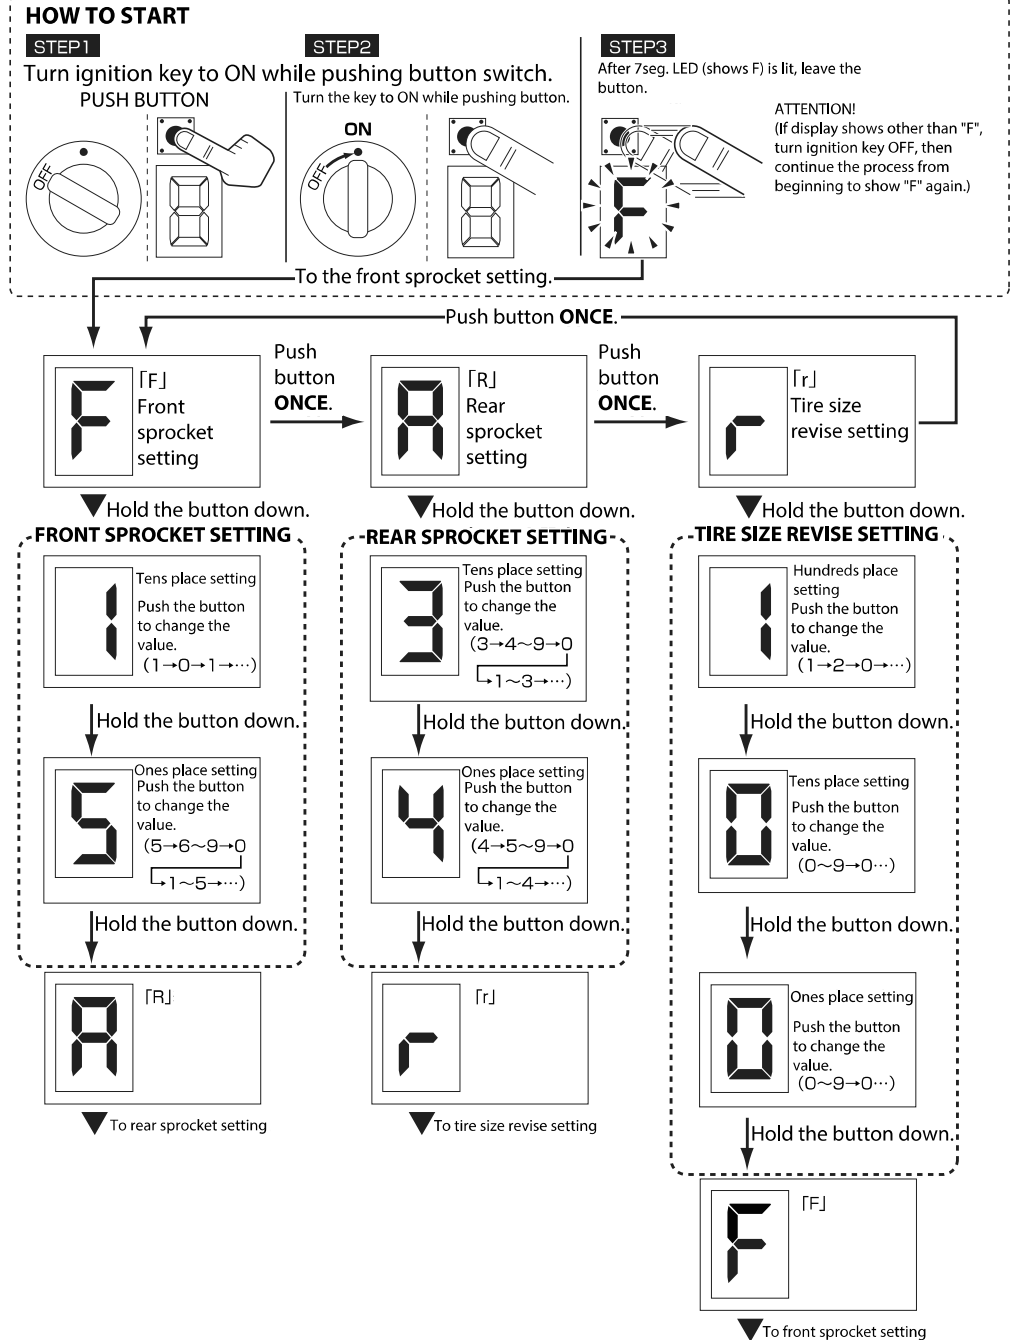 HOW TO START
STEP1
Turn ignition key to ON while pushing button switch.
PUSH BUTTON
OFF
STEP2
Turn the key to ON while pushing button.
ON
OFF
STEP3
After 7seg. LED (shows F) is lit, leave the
button.
ATTENTION!
(If display shows other than "F",
turn ignition key OFF, then
continue the process from
beginning to show "F" again.)
F
To the front sprocket setting.
Push button ONCE.
F
「F」
Front
sprocket
setting
Push
button
ONCE.
R
「R」
Rear
sprocket
setting
Push
button
ONCE.
r
「r」
Tire size
revise setting
Hold the button down.
Hold the button down.
Hold the button down.
FRONT SPROCKET SETTING
1
Tens place setting
Push the button
to change the
value.
(1→0→1→…)
Hold the button down.
5
Ones place setting
Push the button
to change the
value.
(5→6~9→0
→1~5→…)
Hold the button down.
R
「R」
To rear sprocket setting
REAR SPROCKET SETTING
3
Tens place setting
Push the button
to change the
value.
(3→4~9→0
→1~3→…)
Hold the button down.
4
Ones place setting
Push the button
to change the
value.
(4→5~9→0
→1~4→…)
Hold the button down.
r
「r」
To tire size revise setting
TIRE SIZE REVISE SETTING
1
Hundreds place
setting
Push the button
to change the
value.
(1→2→0→…)
Hold the button down.
0
Tens place setting
Push the button
to change the
value.
(0~9→0…)
Hold the button down.
0
Ones place setting
Push the button
to change the
value.
(0~9→0…)
Hold the button down.
F
「F」
To front sprocket setting